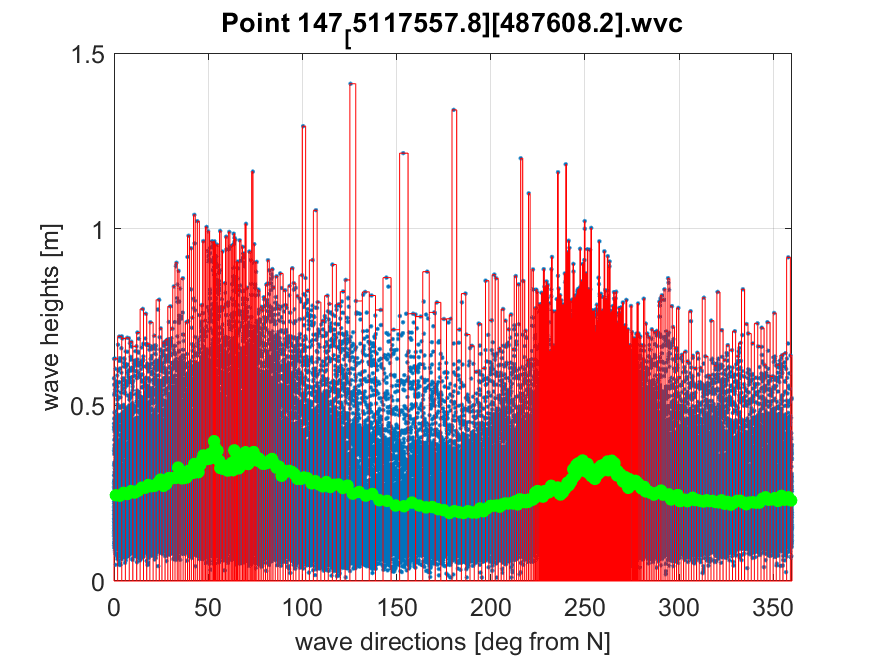 Point 147[5117557.8][487608.2].wvc
1.5
1
0.5
0
0 50 100 150 200 250 300 350
wave heights [m]
wave directions [deg from N]